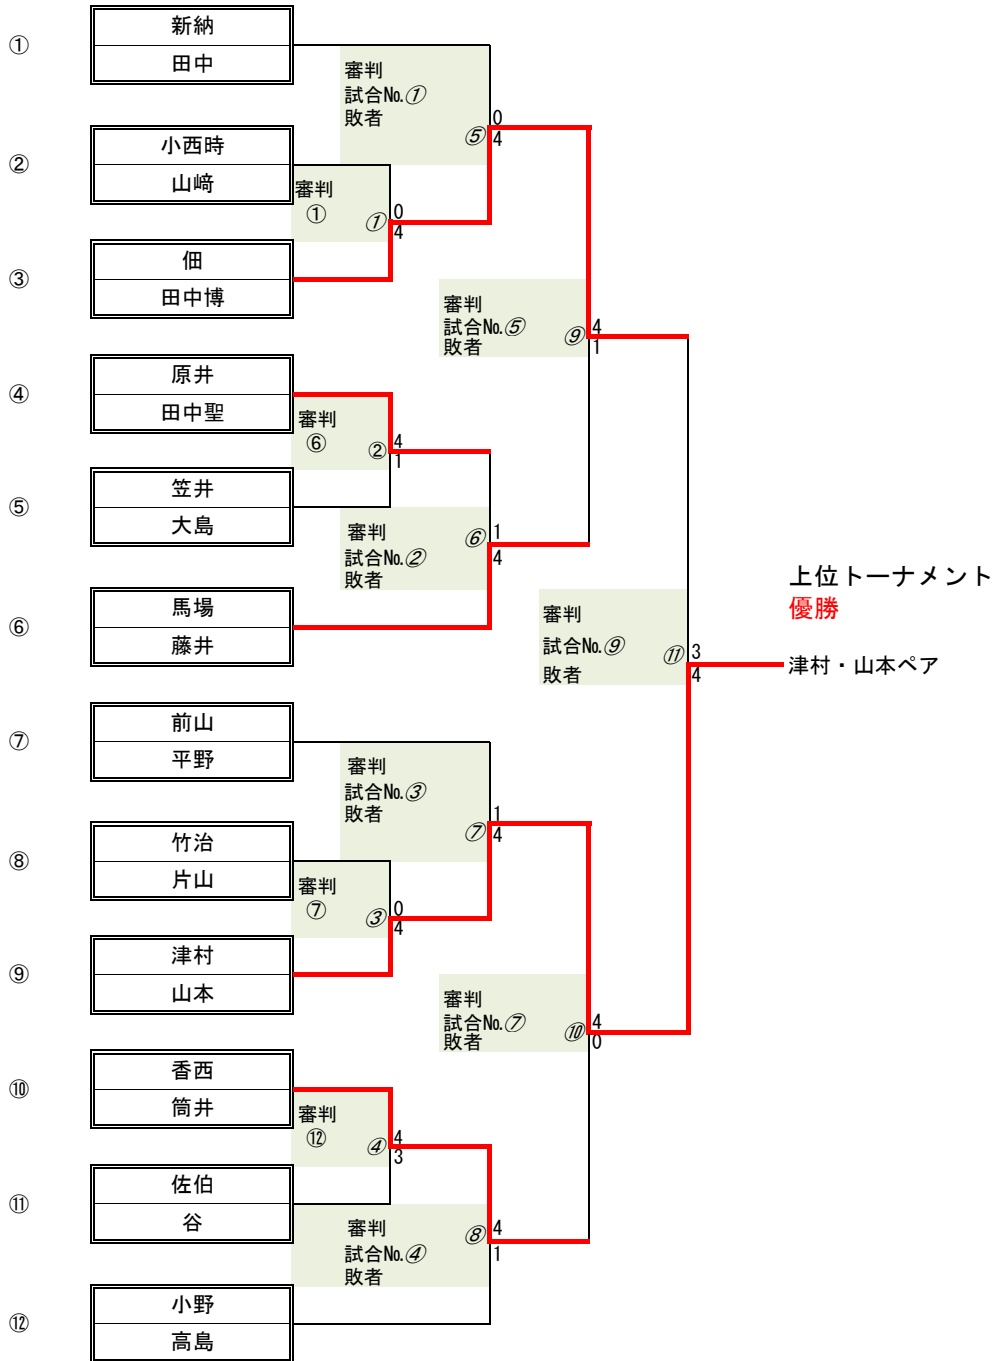 ①
新納
田中
審判
試合№①
敗者
⑤
0
4
②
小西時
山﨑
審判
①
①
0
4
③
佃
田中博
審判
試合№⑤
敗者
⑨
4
1
④
原井
田中聖
審判
⑥
②
4
1
⑤
笠井
大島
審判
試合№②
敗者
⑥
1
4
⑥
馬場
藤井
上位トーナメント
優勝
審判
試合№⑨
敗者
⑪
3
4
津村・山本ペア
⑦
前山
平野
審判
試合№③
敗者
⑦
1
4
⑧
竹治
片山
審判
⑦
③
0
4
⑨
津村
山本
審判
試合№⑦
敗者
⑩
4
0
⑩
香西
筒井
審判
⑫
④
4
3
⑪
佐伯
谷
審判
試合№④
敗者
⑧
4
1
⑫
小野
高島